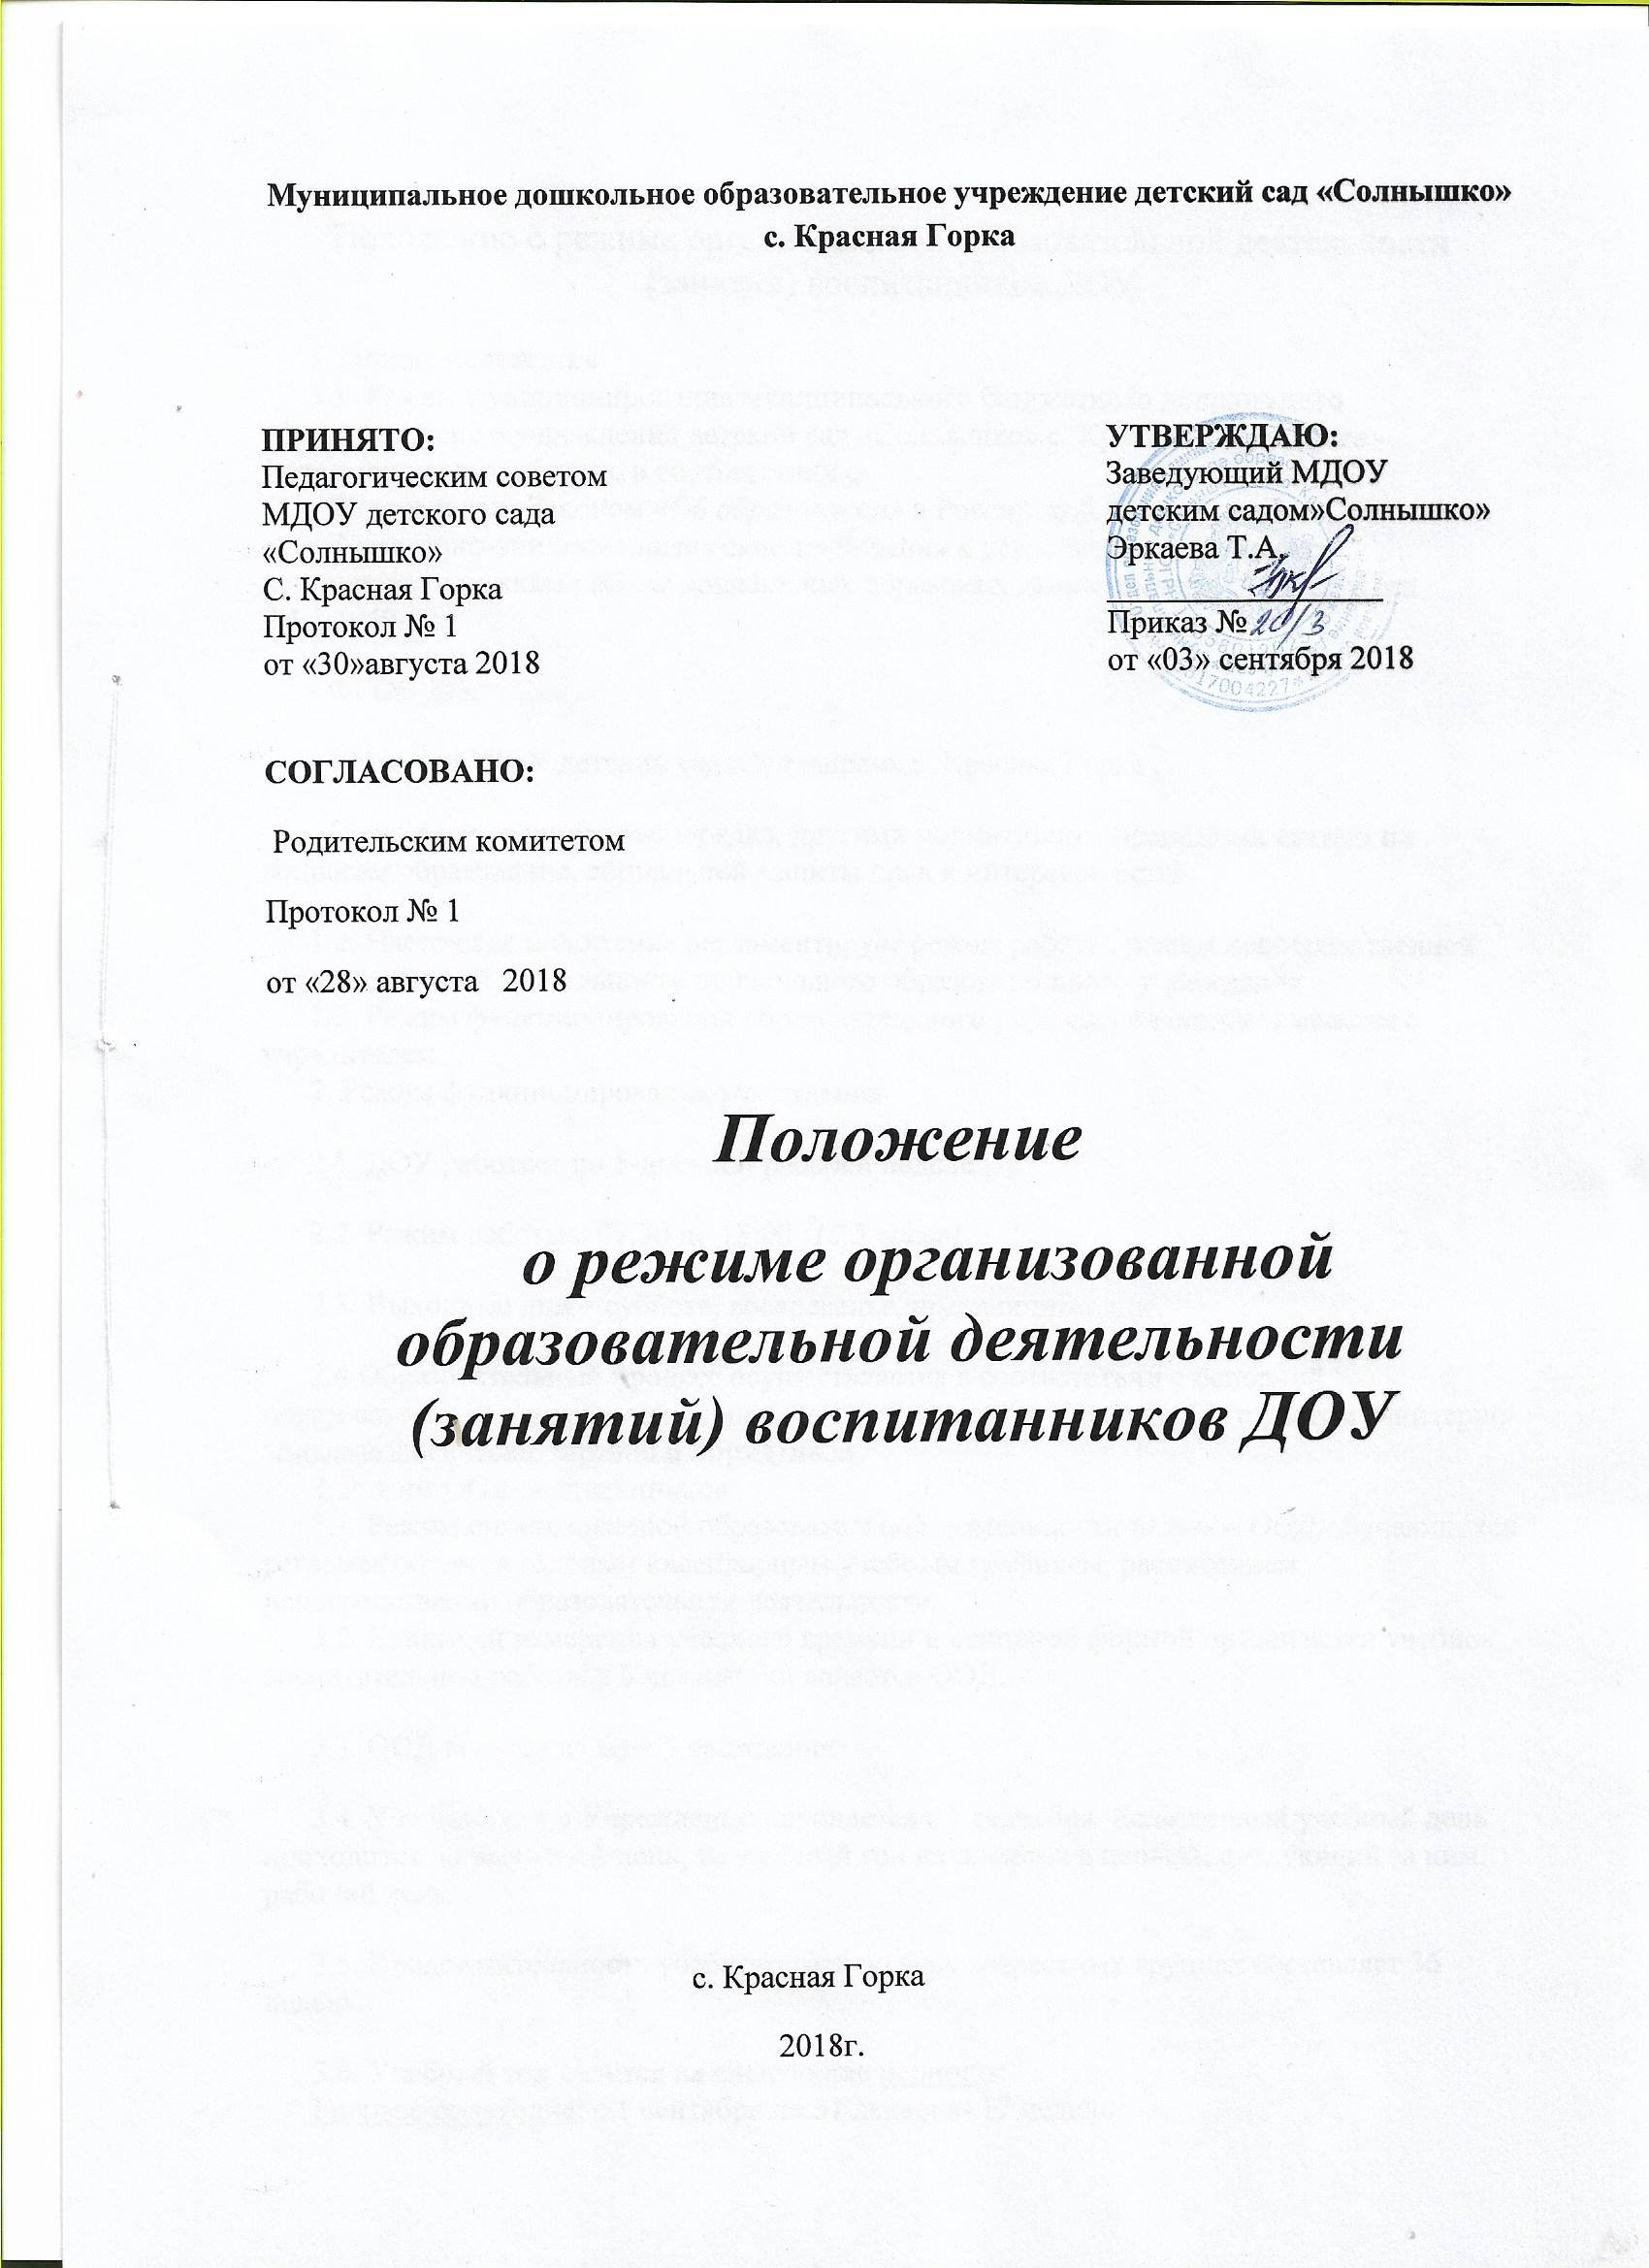 Муниципальное дошкольное образовательное учреждение детский сад «Солнышко»
с. Красная Горка
ПРИНЯТО:
Педагогическим советом
МДОУ детского сада
«Солнышко»
С. Красная Горка
Протокол № 1
от «30»августа 2018
УТВЕРЖДАЮ:
Заведующий МДОУ
детским садом»Солнышко»
Эркаева Т.А.
Приказ № 20/3
от «03» сентября 2018
017004227*
СОГЛАСОВАНО:
Родительским комитетом
Протокол № 1
от «28» августа 2018
Положение
о режиме организованной
образовательной деятельности
(занятий) воспитанников ДОУ
с. Красная Горка
2018г.